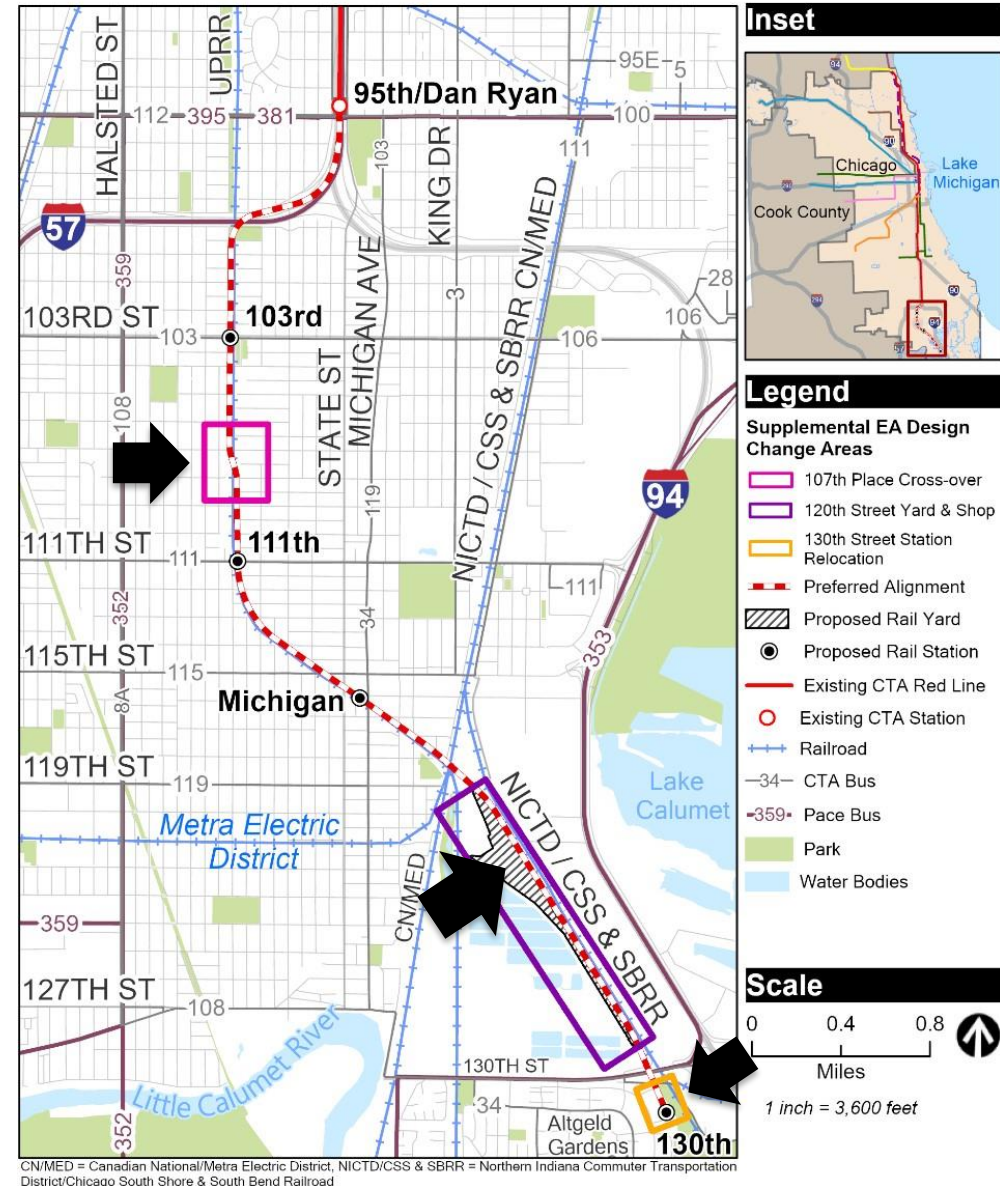 HALSTED ST
UPRR
95E
5
95th/Dan Ryan
112
395
381
100
103
KING DR
111
57
359
STATE ST
MICHIGAN AVE
3
NICTD / CSS & SBRR CN/MED
28
103RD ST
103
103rd
106
106
108
119
94
111TH ST
111
111th
111
352
34
353
115TH ST
115
8A
Michigan
119TH ST
119
Lake
Calumet
Metra Electric
District
NICTD / CSS & SBRR
CN/MED
359
127TH ST
108
Little Calumet River
130TH ST
34
Altgeld
Gardens
130th
352
CN/MED = Canadian National/Metra Electric District, NICTD/CSS & SBRR = Northern Indiana Commuter Transportation
District/Chicago South Shore & South Bend Railroad
Inset
94
90
Chicago
Lake
Michigan
Cook County
90
94
Legend
Supplemental EA Design
Change Areas
107th Place Cross-over
120th Street Yard & Shop
130th Street Station
Relocation
Preferred Alignment
Proposed Rail Yard
Proposed Rail Station
Existing CTA Red Line
Existing CTA Station
Railroad
34 CTA Bus
359 Pace Bus
Park
Water Bodies
Scale
0 0.4 0.8
Miles
1 inch = 3,600 feet